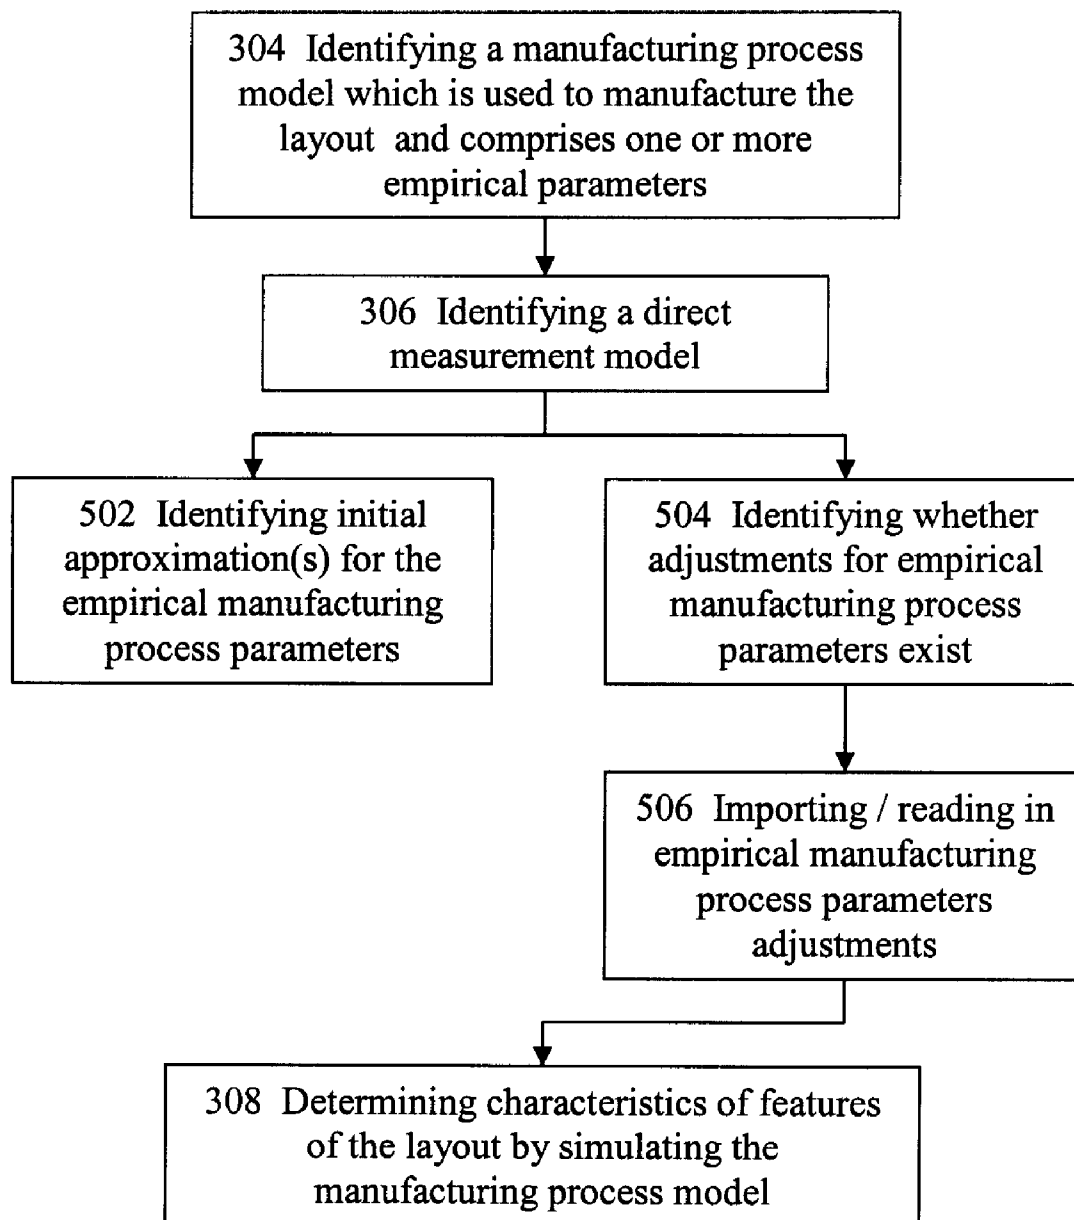 304 Identifying a manufacturing process
model which is used to manufacture the
layout and comprises one or more
empirical parameters
306 Identifying a direct
measurement model
502 Identifying initial
approximation(s) for the
empirical manufacturing
process parameters
504 Identifying whether
adjustments for empirical
manufacturing process
parameters exist
506 Importing / reading in
empirical manufacturing
process parameters
adjustments
308 Determining characteristics of features
of the layout by simulating the
manufacturing process model